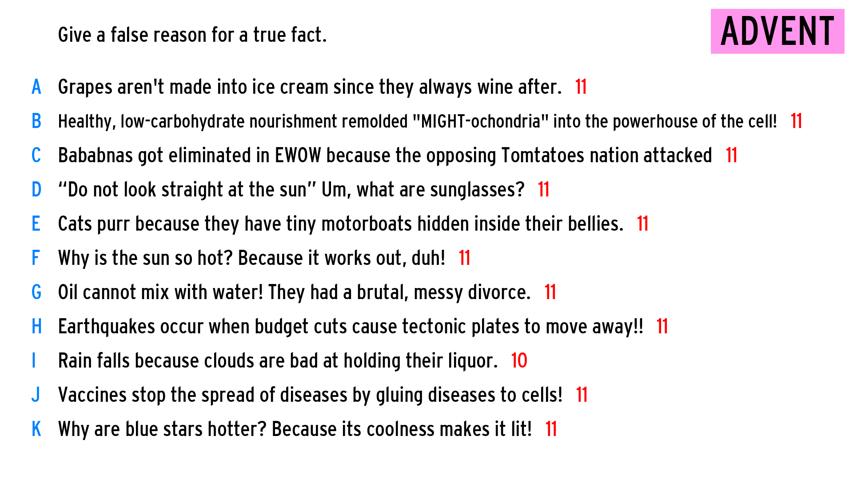 Give a false reason for a true fact.
ADVENT
A Grapes aren't made into ice cream since they always wine after. 11
B Healthy, low-carbohydrate nourishment remolded "MIGHT-ochondria" into the powerhouse of the cell! 11
C Bababnas got eliminated in EWOW because the opposing Tomtatoes nation attacked 11
D “Do not look straight at the sun” Um, what are sunglasses? 11
E Cats purr because they have tiny motorboats hidden inside their bellies. 11
F Why is the sun so hot? Because it works out, duh! 11
G Oil cannot mix with water! They had a brutal, messy divorce. 11
H Earthquakes occur when budget cuts cause tectonic plates to move away!! 11
I Rain falls because clouds are bad at holding their liquor. 10
J Vaccines stop the spread of diseases by gluing diseases to cells! 11
K Why are blue stars hotter? Because its coolness makes it lit! 11